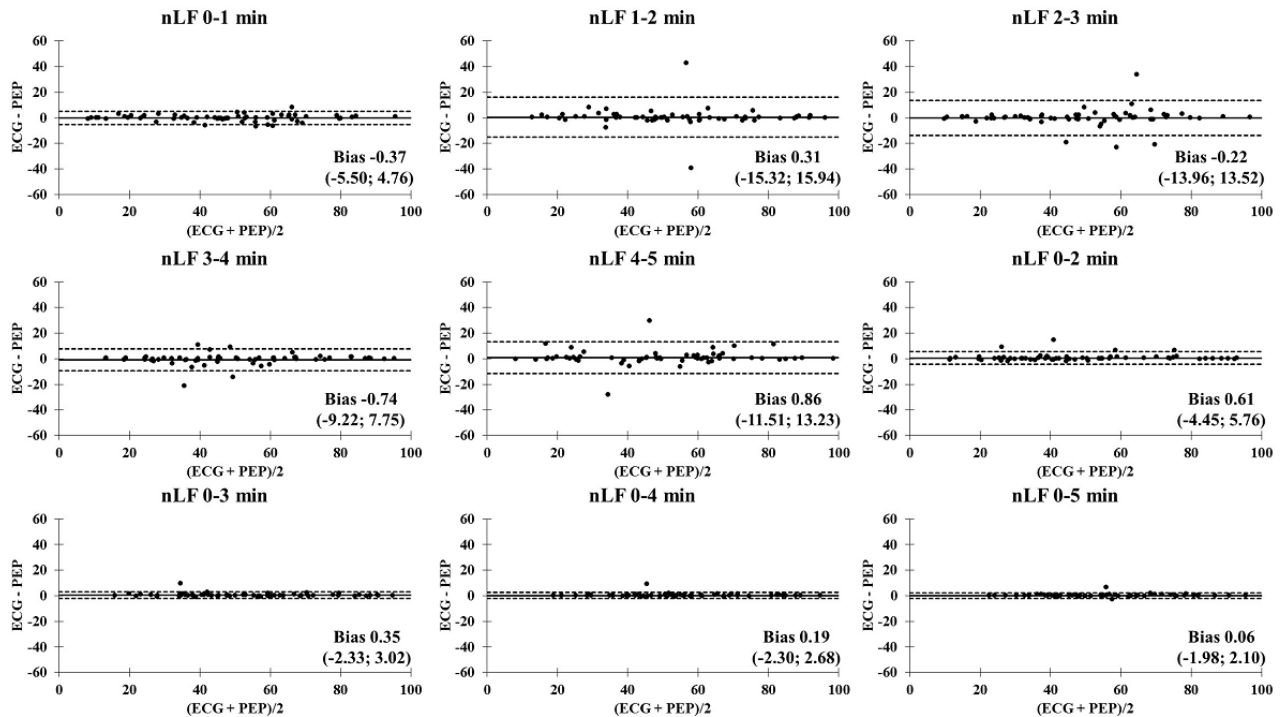 nLF 0-1 min
60
40
20
0
-20
-40
-60
ECG - PEP
Bias -0.37
(-5.50; 4.76)
0 20 40 60 80 100
(ECG + PEP)/2
nLF 1-2 min
60
40
20
0
-20
-40
-60
ECG - PEP
Bias 0.31
(-15.32; 15.94)
0 20 40 60 80 100
(ECG + PEP)/2
nLF 2-3 min
60
40
20
0
-20
-40
-60
ECG - PEP
Bias -0.22
(-13.96; 13.52)
0 20 40 60 80 100
(ECG + PEP)/2
nLF 3-4 min
60
40
20
0
-20
-40
-60
ECG - PEP
Bias -0.74
(-9.22; 7.75)
0 20 40 60 80 100
(ECG + PEP)/2
nLF 4-5 min
60
40
20
0
-20
-40
-60
ECG - PEP
Bias 0.86
(-11.51; 13.23)
0 20 40 60 80 100
(ECG + PEP)/2
nLF 0-2 min
60
40
20
0
-20
-40
-60
ECG - PEP
Bias 0.61
(-4.45; 5.76)
0 20 40 60 80 100
(ECG + PEP)/2
nLF 0-3 min
60
40
20
0
-20
-40
-60
ECG - PEP
Bias 0.35
(-2.33; 3.02)
0 20 40 60 80 100
(ECG + PEP)/2
nLF 0-4 min
60
40
20
0
-20
-40
-60
ECG - PEP
Bias 0.19
(-2.30; 2.68)
0 20 40 60 80 100
(ECG + PEP)/2
nLF 0-5 min
60
40
20
0
-20
-40
-60
ECG - PEP
Bias 0.06
(-1.98; 2.10)
0 20 40 60 80 100
(ECG + PEP)/2